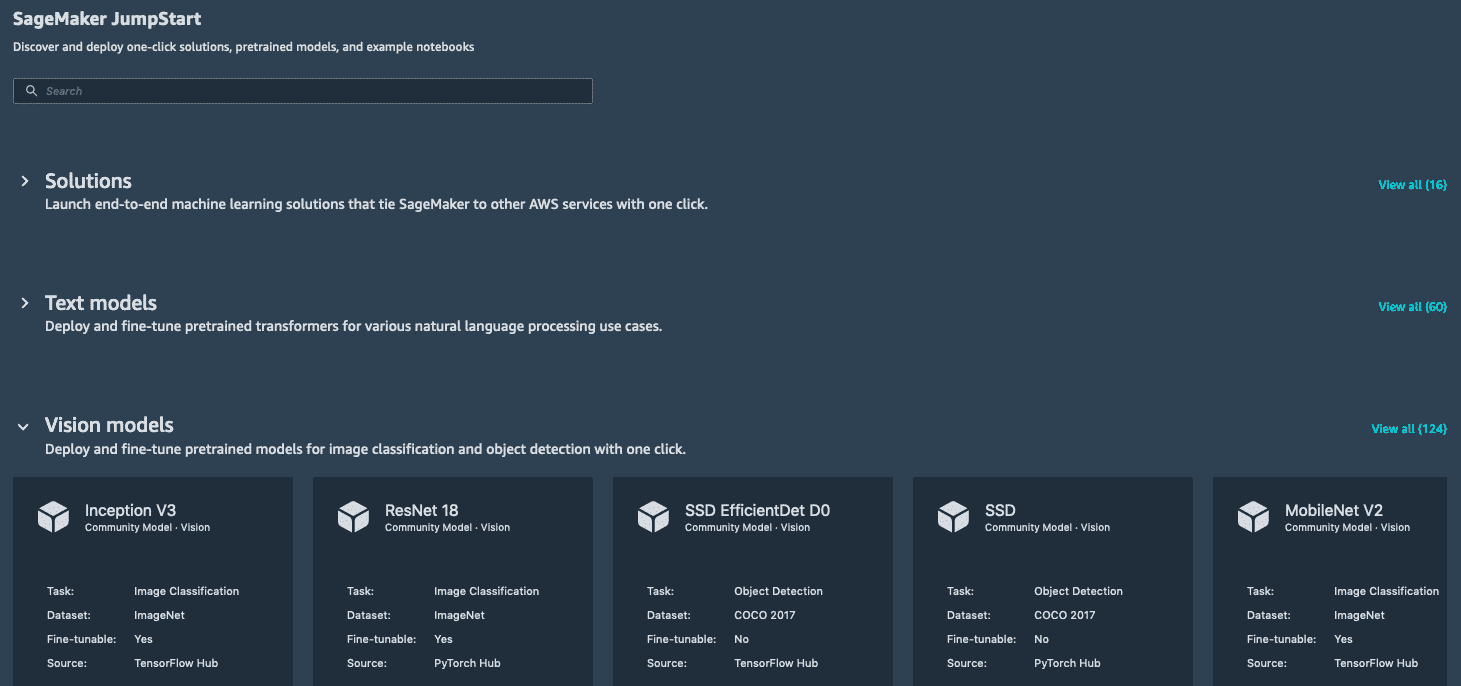 SageMaker JumpStart
Discover and deploy one-click solutions, pretrained models, and example notebooks
Search
Solutions
View all (16)
Launch end-to-end machine learning solutions that tie SageMaker to other AWS services with one click.
Text models
View all (60)
Deploy and fine-tune pretrained transformers for various natural language processing use cases.
Vision models
View all (124)
Deploy and fine-tune pretrained models for image classification and object detection with one click.
Inception V3
Community Model · Vision
Task: Image Classification
Dataset: ImageNet
Fine-tunable: Yes
Source: TensorFlow Hub
ResNet 18
Community Model · Vision
Task: Image Classification
Dataset: ImageNet
Fine-tunable: Yes
Source: PyTorch Hub
SSD EfficientDet D0
Community Model · Vision
Task: Object Detection
Dataset: COCO 2017
Fine-tunable: No
Source: TensorFlow Hub
SSD
Community Model · Vision
Task: Object Detection
Dataset: COCO 2017
Fine-tunable: No
Source: PyTorch Hub
MobileNet V2
Community Model · Vision
Task: Image Classification
Dataset: ImageNet
Fine-tunable: Yes
Source: TensorFlow Hub